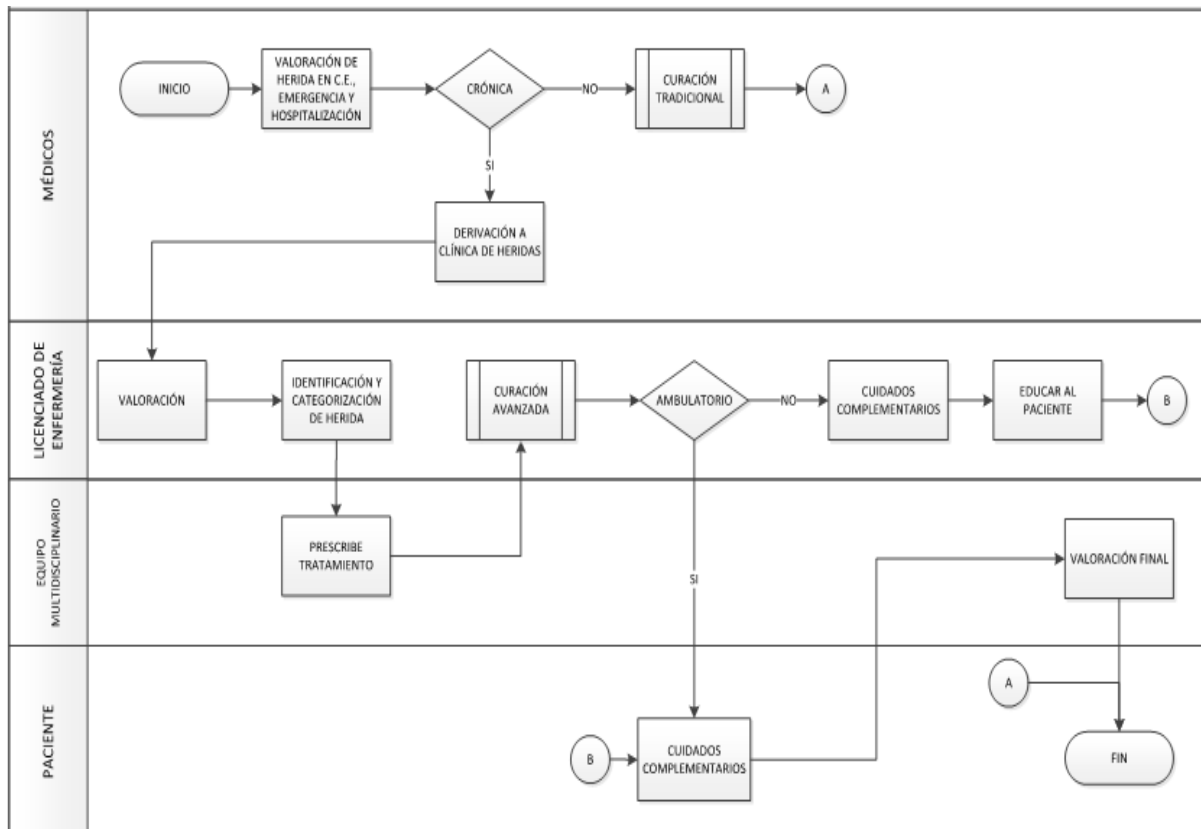 MÉDICOS
INICIO
VALORACIÓN DE
HERIDA EN C.E.,
EMERGENCIA Y
HOSPITALIZACIÓN
CRÓNICA
NO
CURACIÓN
TRADICIONAL
A
SI
DERIVACIÓN A
CLÍNICA DE HERIDAS
LICENCIADO DE
ENFERMERÍA
VALORACIÓN
IDENTIFICACIÓN Y
CATEGORIZACIÓN
DE HERIDA
CURACIÓN
AVANZADA
AMBULATORIO
NO
CUIDADOS
COMPLEMENTARIOS
EDUCAR AL
PACIENTE
B
EQUIPO
MULTIDISCIPLINARIO
PRESCRIBE
TRATAMIENTO
SI
VALORACIÓN FINAL
PACIENTE
B
CUIDADOS
COMPLEMENTARIOS
A
FIN